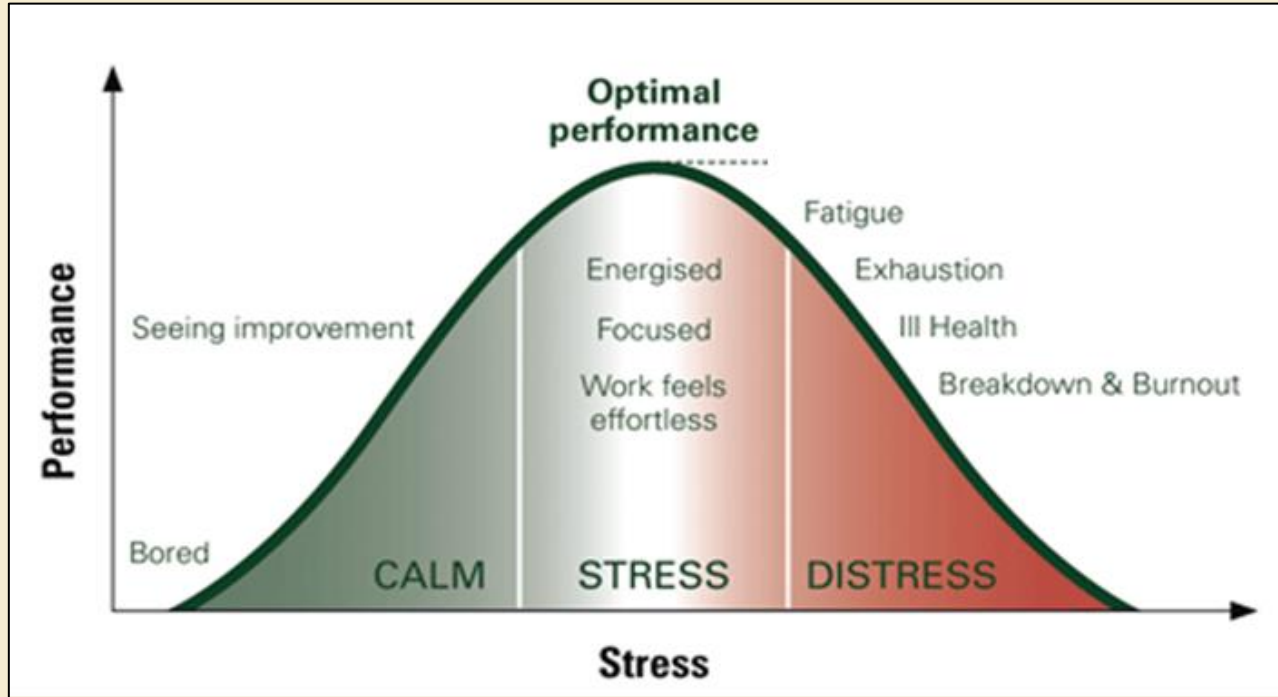 Optimal
performance
Fatigue
Energised
Exhaustion
Seeing improvement
Focused
Ill Health
Work feels
effortless
Breakdown & Burnout
Performance
Bored
CALM
STRESS
DISTRESS
Stress